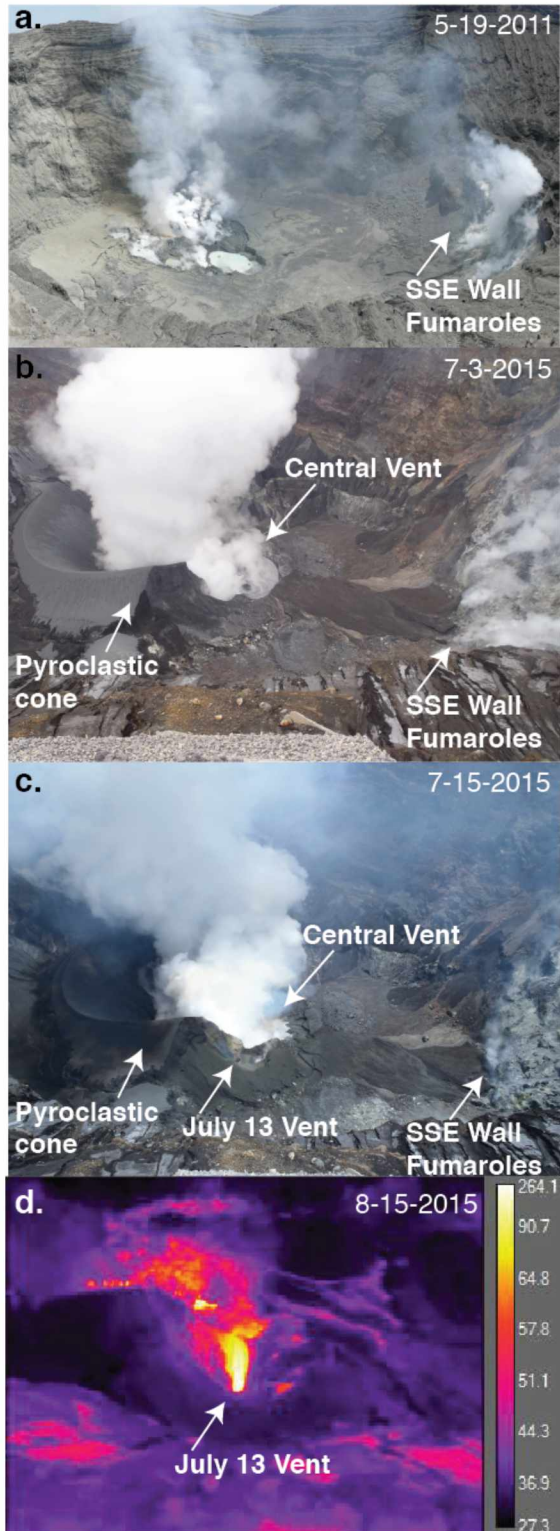 a.
5-19-2011
SSE Wall
Fumaroles
b.
7-3-2015
Central Vent
Pyroclastic
cone
SSE Wall
Fumaroles
c.
7-15-2015
Central Vent
Pyroclastic
cone
July 13 Vent
SSE Wall
Fumaroles
d.
8-15-2015
July 13 Vent
264.1
90.7
64.8
57.8
51.1
44.3
36.9
27.3